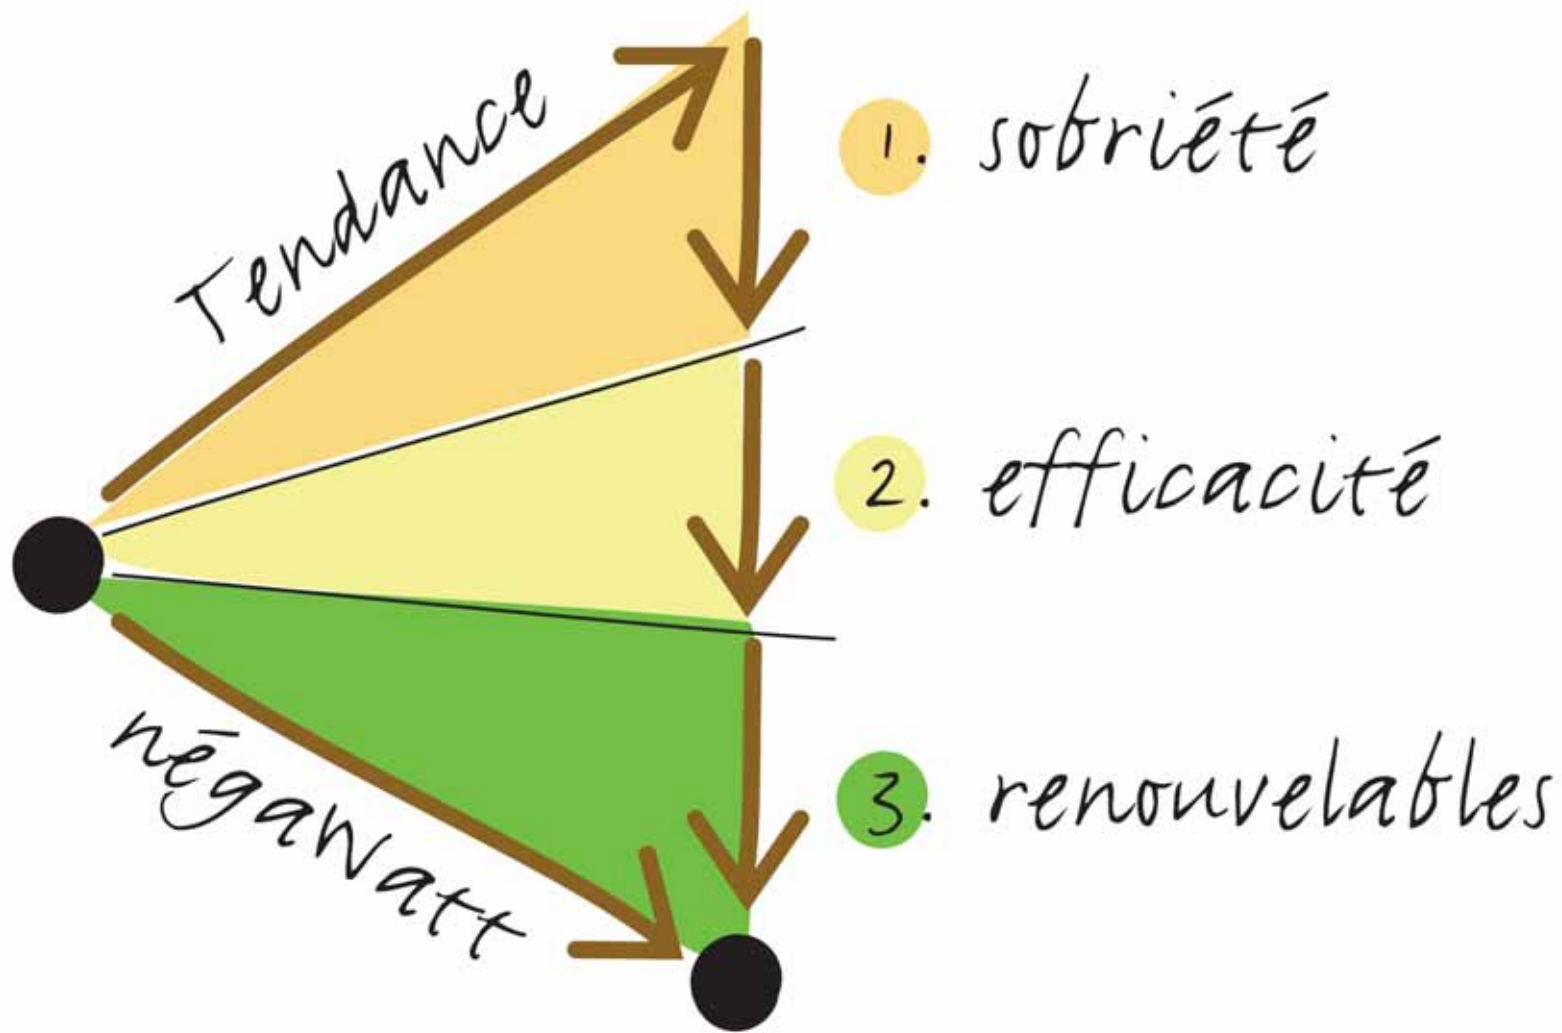 Tendance
1. sobriété
2. efficacité
3. renouvelables
négaWatt